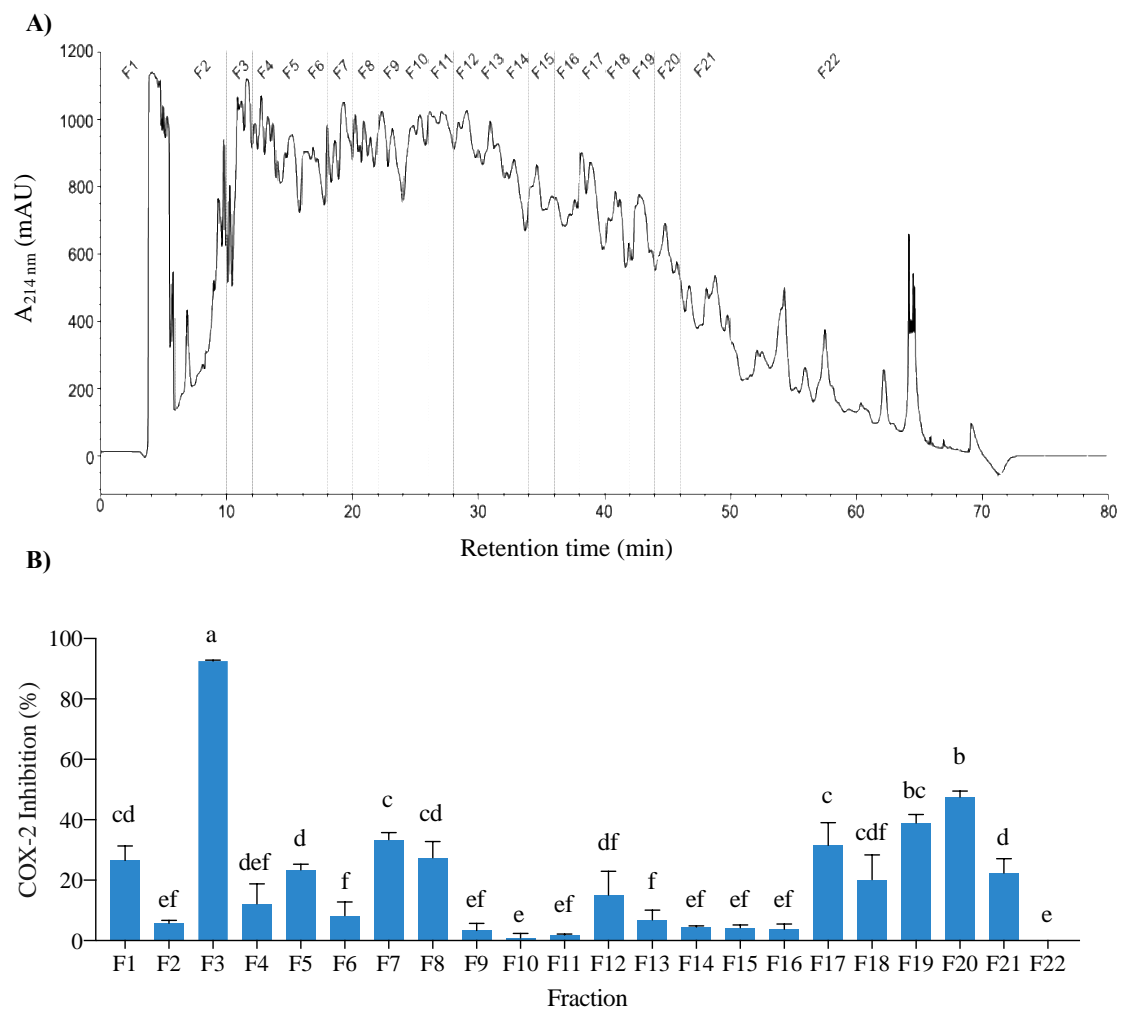 A)
1200
1000
800
600
400
200
0
A214 nm (mAU)
F1 F2 F3 F4 F5 F6 F7 F8 F9 F10 F11 F12 F13 F14 F15 F16 F17 F18 F19 F20 F21 F22
0 10 20 30 40 50 60 70 80
Retention time (min)
B)
100
80
60
40
20
0
COX-2 Inhibition (%)
cd ef a def d f c cd ef e ef df f ef ef ef c cdf bc b d e
F1 F2 F3 F4 F5 F6 F7 F8 F9 F10 F11 F12 F13 F14 F15 F16 F17 F18 F19 F20 F21 F22
Fraction